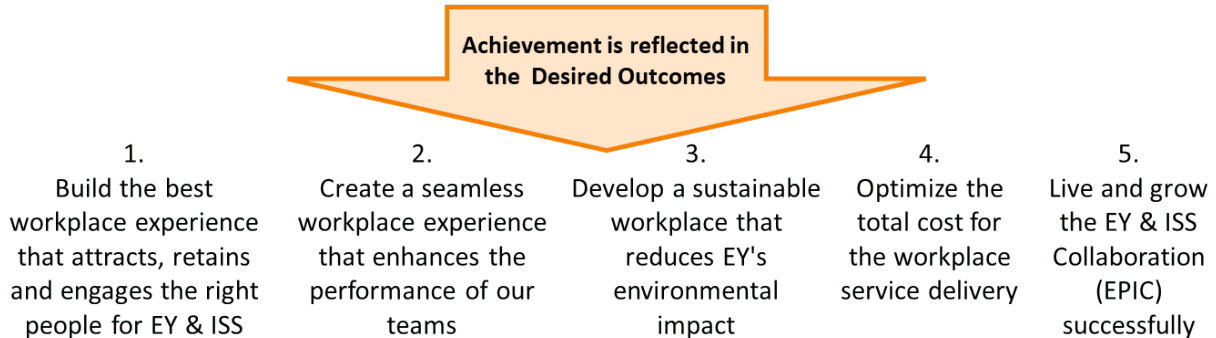 Achievement is reflected in
the Desired Outcomes
1.
Build the best
workplace experience
that attracts, retains
and engages the right
people for EY & ISS
2.
Create a seamless
workplace experience
that enhances the
performance of our
teams
3.
Develop a sustainable
workplace that
reduces EY's
environmental
impact
4.
Optimize the
total cost for
the workplace
service delivery
5.
Live and grow
the EY & ISS
Collaboration
(EPIC)
successfully